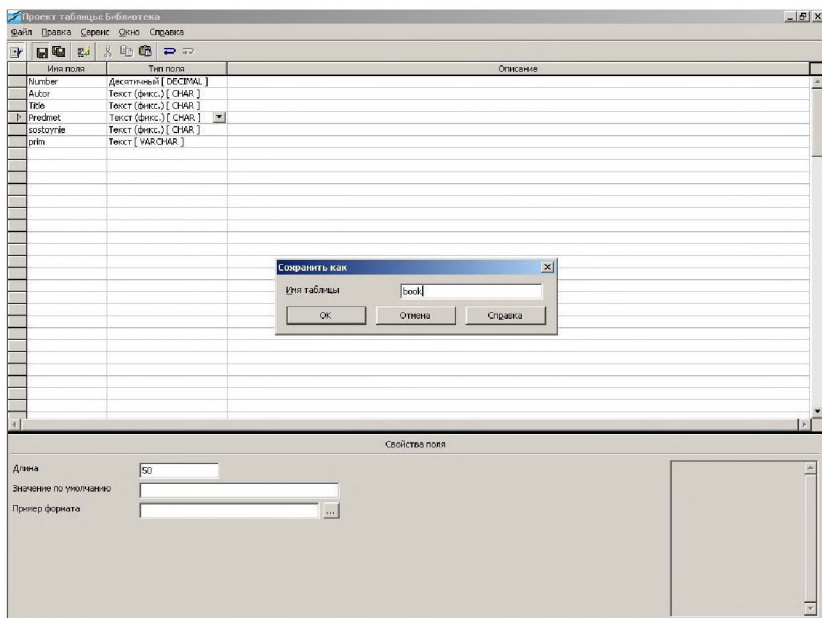 Проект таблицы: Библиотека
Файл Правка Сервис Окно Справка
Имя поля Тип поля Описание
Number Десятичный [ DECIMAL ]
Autor Текст (фикс.) [ CHAR ]
Title Текст (фикс.) [ CHAR ]
Predmet Текст (фикс.) [ CHAR ]
sostoynie Текст (фикс.) [ CHAR ]
prim Текст [ VARCHAR ]
Сохранить как
Имя таблицы book
OK Отмена Справка
Свойства поля
Длина 50
Значение по умолчанию
Пример формата ...